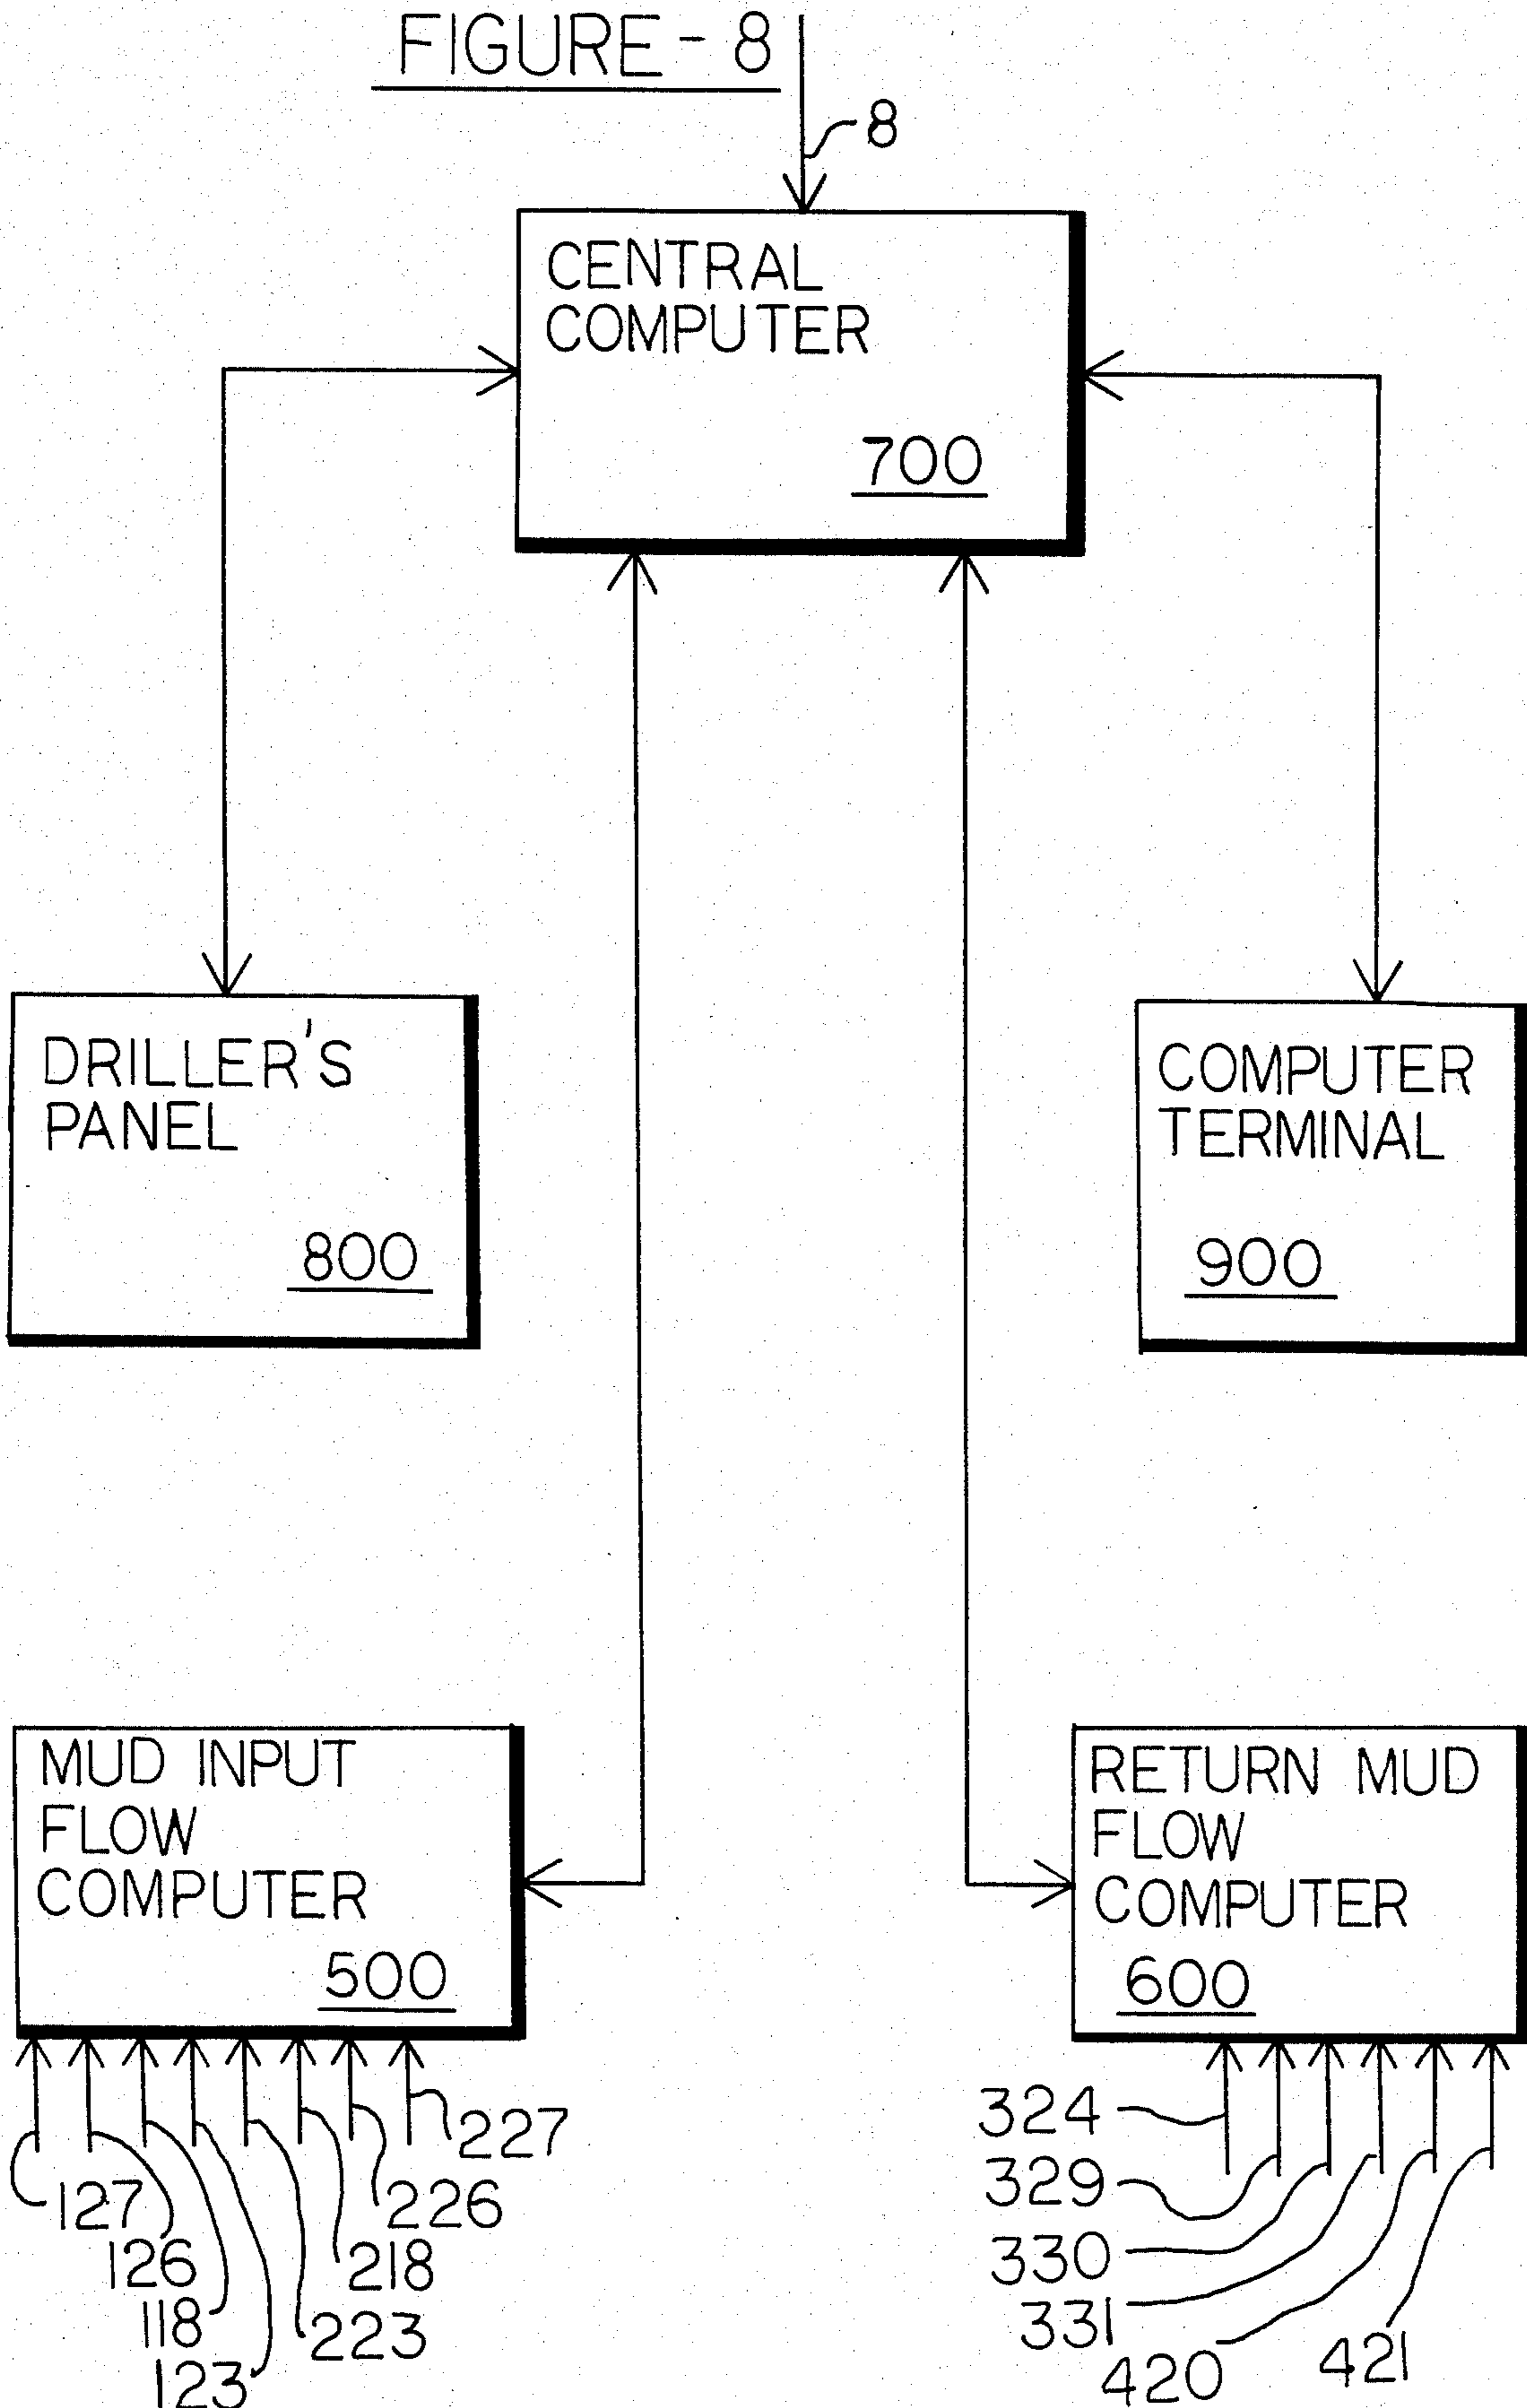 FIGURE-8
8
CENTRAL
COMPUTER
700
DRILLER'S
PANEL
800
COMPUTER
TERMINAL
900
MUD INPUT
FLOW
COMPUTER
500
RETURN MUD
FLOW
COMPUTER
600
127
126
118
123
223
218
226
227
324
329
330
331
420
421